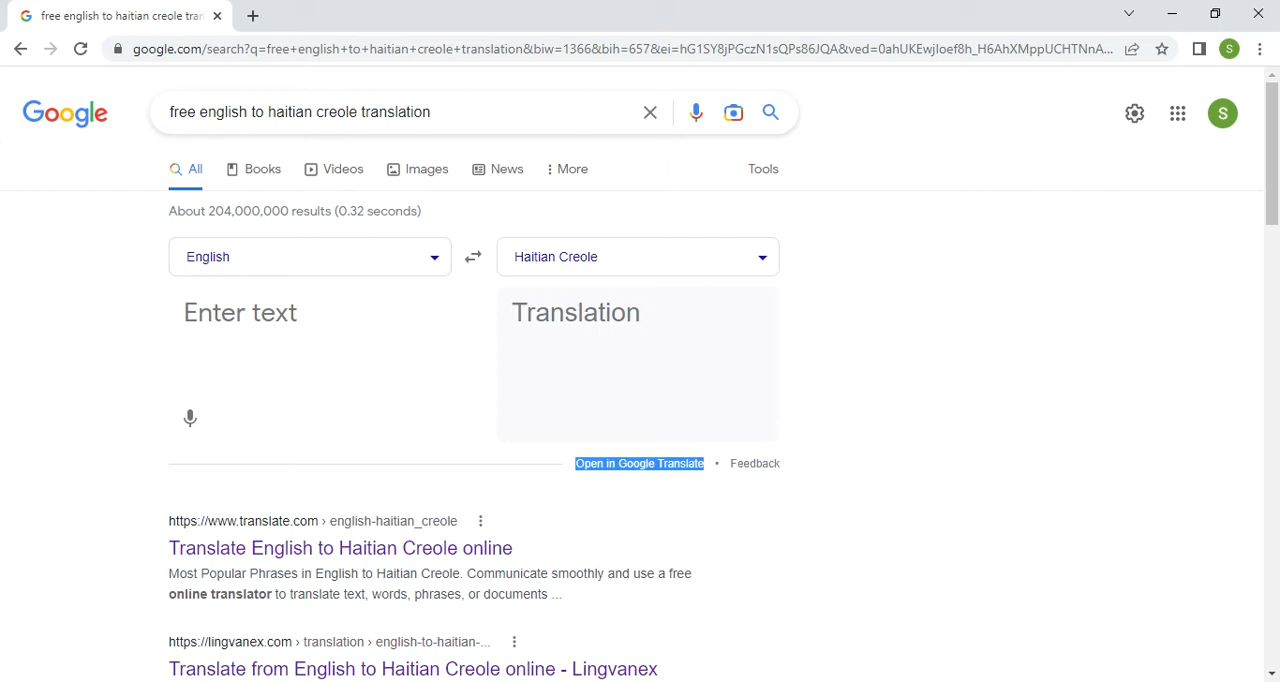 free english to haitian creole tran
google.com/search?q=free+english+to+haitian+creole+translation&biw=1366&bih=657&ei=hG1SY8jPGczN1sQPs86JQA&ved=0ahUKEwjIoef8h_H6AhXMppUCHTNnA...
S
Google
free english to haitian creole translation
S
All
Books
Videos
Images
News
More
Tools
About 204,000,000 results (0.32 seconds)
English
Haitian Creole
Enter text
Translation
Open in Google Translate • Feedback
https://www.translate.com › english-haitian_creole
Translate English to Haitian Creole online
Most Popular Phrases in English to Haitian Creole. Communicate smoothly and use a free
online translator to translate text, words, phrases, or documents ...
https://lingvanex.com › translation › english-to-haitian-...
Translate from English to Haitian Creole online - Lingvanex